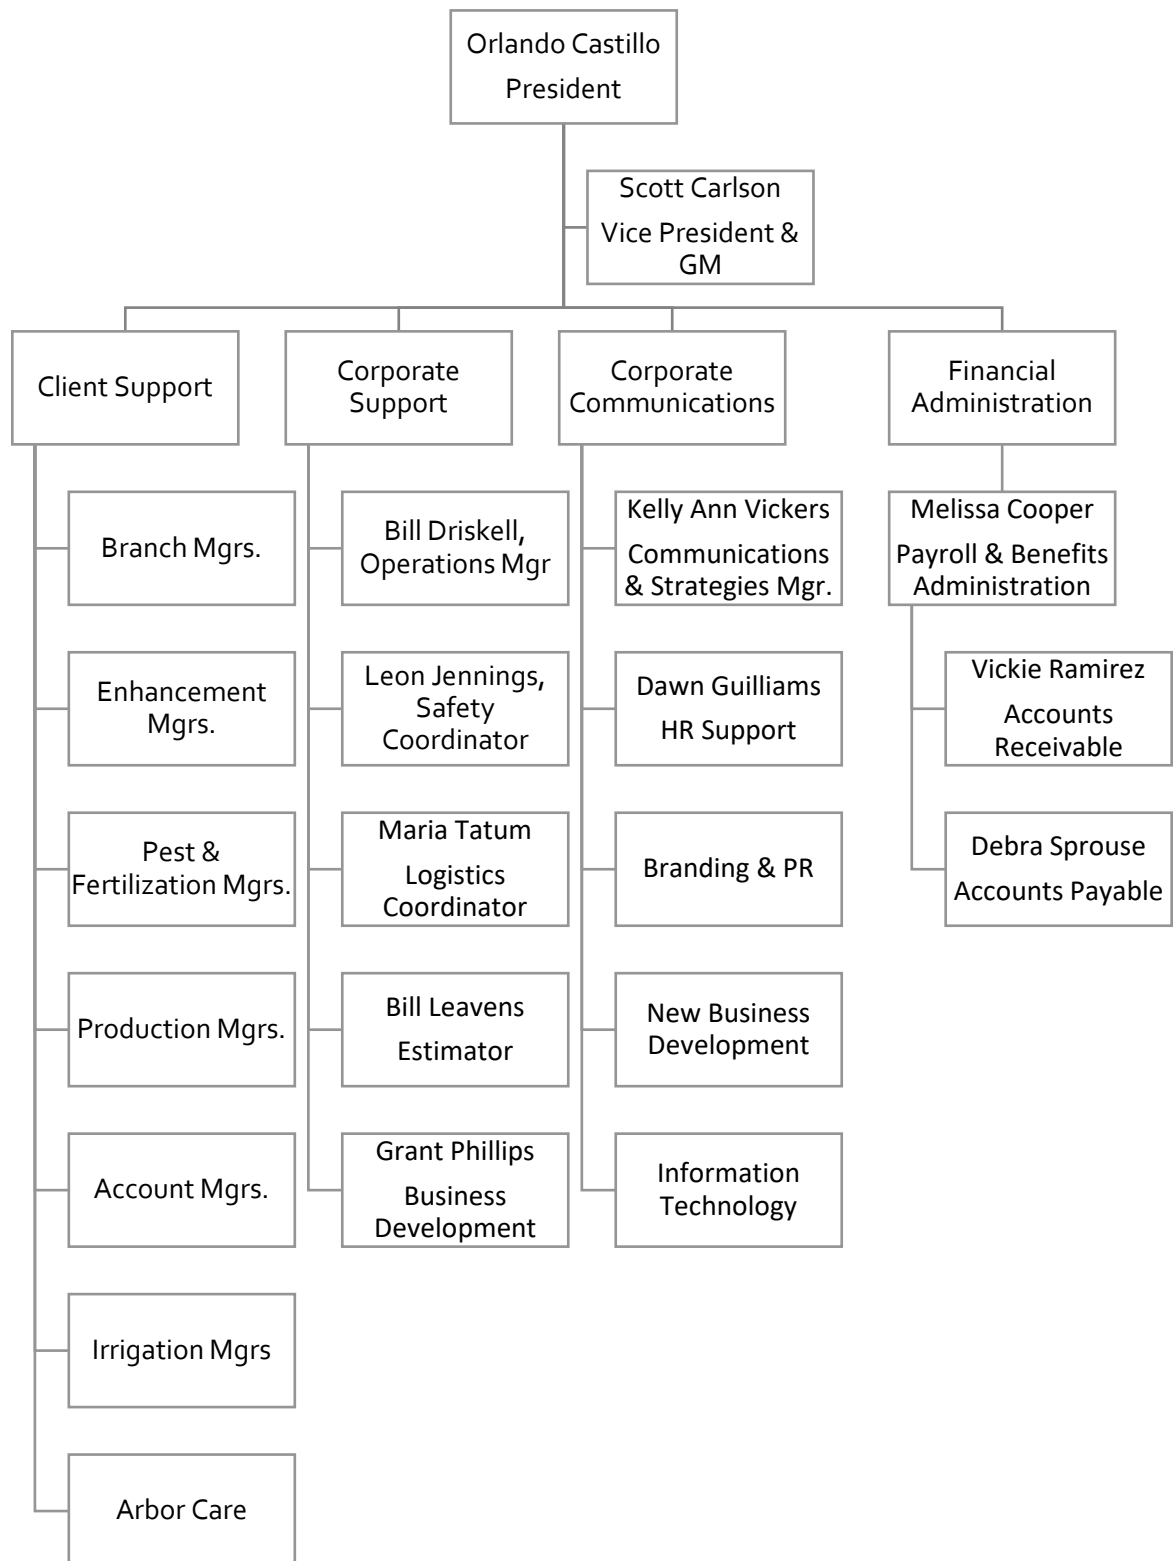 Orlando Castillo
President
Scott Carlson
Vice President &
GM
Client Support
Branch Mgrs.
Enhancement
Mgrs.
Pest &
Fertilization Mgrs.
Production Mgrs.
Account Mgrs.
Irrigation Mgrs
Arbor Care
Corporate
Support
Bill Driskell,
Operations Mgr
Leon Jennings,
Safety
Coordinator
Maria Tatum
Logistics
Coordinator
Bill Leavens
Estimator
Grant Phillips
Business
Development
Corporate
Communications
Kelly Ann Vickers
Communications
& Strategies Mgr.
Dawn Guilliams
HR Support
Branding & PR
New Business
Development
Information
Technology
Financial
Administration
Melissa Cooper
Payroll & Benefits
Administration
Vickie Ramirez
Accounts
Receivable
Debra Sprouse
Accounts Payable